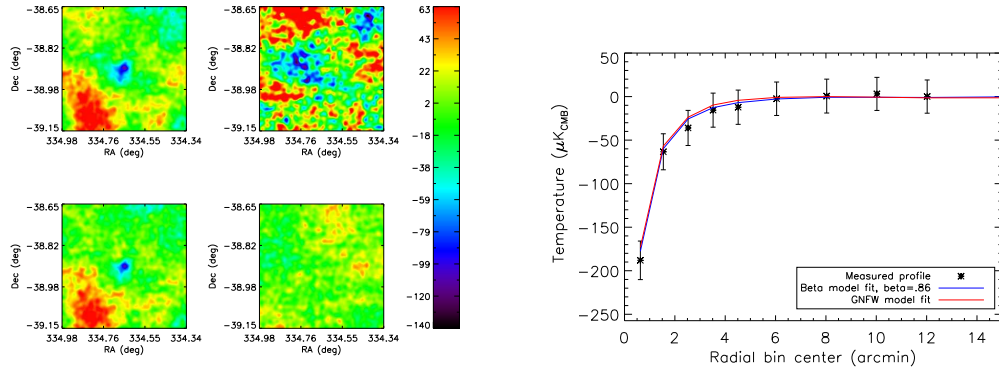 -38.65
-38.82
-38.98
-39.15
Dec (deg)
334.98 334.76 334.55 334.34
RA (deg)
-38.65
-38.82
-38.98
-39.15
Dec (deg)
334.98 334.76 334.55 334.34
RA (deg)
-38.65
-38.82
-38.98
-39.15
Dec (deg)
334.98 334.76 334.55 334.34
RA (deg)
-38.65
-38.82
-38.98
-39.15
Dec (deg)
334.98 334.76 334.55 334.34
RA (deg)
63
43
22
2
-18
-38
-59
-79
-99
-120
-140
50
0
-50
-100
-150
-200
-250
Temperature (μK_CMB)
Measured profile
Beta model fit, beta=.86
GNFW model fit
0 2 4 6 8 10 12 14
Radial bin center (arcmin)